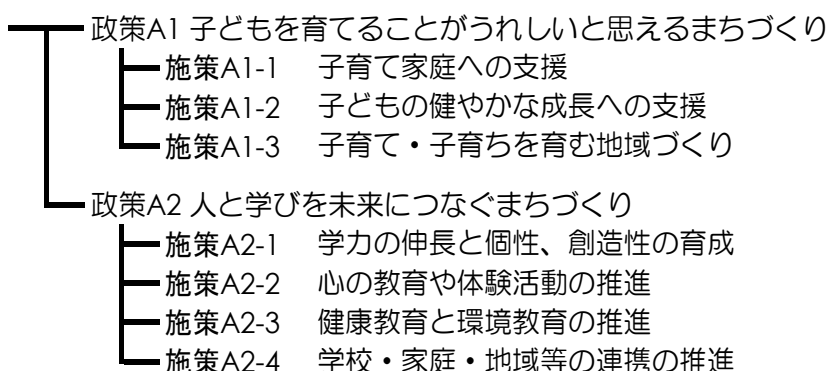 政策A1 子どもを育てることがうれしいと思えるまちづくり
施策A1-1 子育て家庭への支援
施策A1-2 子どもの健やかな成長への支援
施策A1-3 子育て・子育ちを育む地域づくり
政策A2 人と学びを未来につなぐまちづくり
施策A2-1 学力の伸長と個性、創造性の育成
施策A2-2 心の教育や体験活動の推進
施策A2-3 健康教育と環境教育の推進
施策A2-4 学校・家庭・地域等の連携の推進